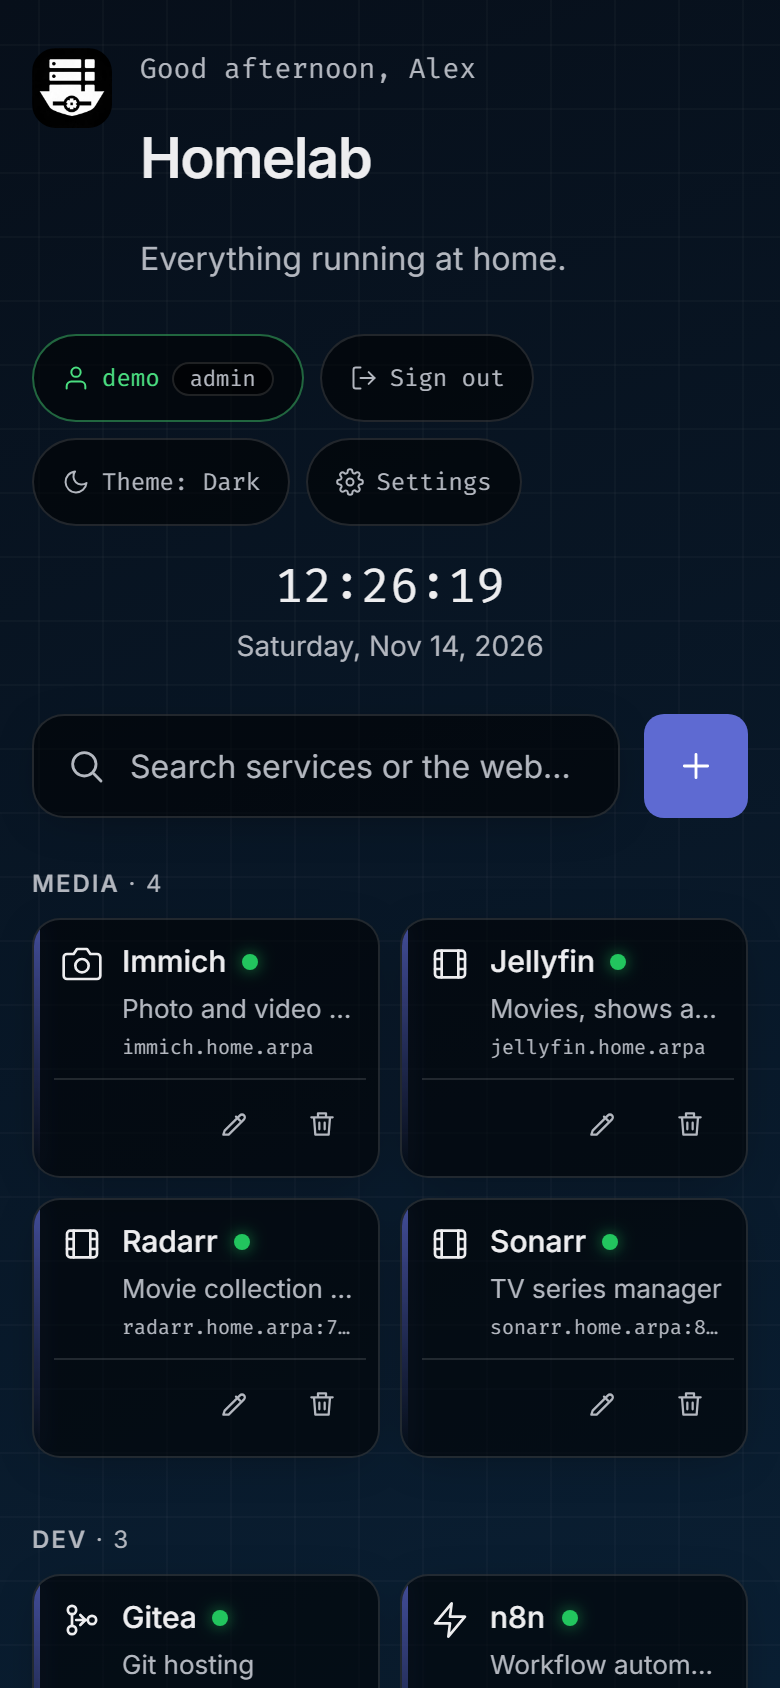 Good afternoon, Alex
Homelab
Everything running at home.
demo admin
Sign out
Theme: Dark
Settings
12:26:19
Saturday, Nov 14, 2026
Search services or the web...
MEDIA · 4
Immich
Photo and video ...
immich.home.arpa
Jellyfin
Movies, shows a...
jellyfin.home.arpa
Radarr
Movie collection ...
radarr.home.arpa:7…
Sonarr
TV series manager
sonarr.home.arpa:8…
DEV · 3
Gitea
Git hosting
n8n
Workflow autom...